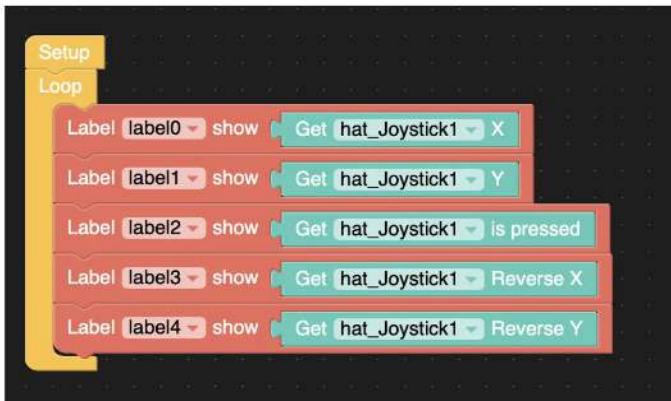 Setup
Loop
Label label0 show Get hat_Joystick1 X
Label label1 show Get hat_Joystick1 Y
Label label2 show Get hat_Joystick1 is pressed
Label label3 show Get hat_Joystick1 Reverse X
Label label4 show Get hat_Joystick1 Reverse Y